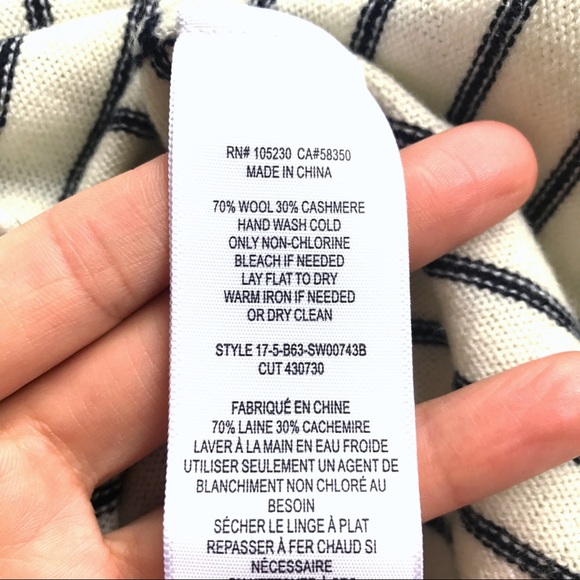 RN# 105230 CA#58350
MADE IN CHINA
70% WOOL 30% CASHMERE
HAND WASH COLD
ONLY NON-CHLORINE
BLEACH IF NEEDED
LAY FLAT TO DRY
WARM IRON IF NEEDED
OR DRY CLEAN
STYLE 17-5-B63-SW00743B
CUT 430730
FABRIQUÉ EN CHINE
70% LAINE 30% CACHEMIRE
LAVER À LA MAIN EN EAU FROIDE
UTILISER SEULEMENT UN AGENT DE
BLANCHIMENT NON CHLORÉ AU
BESOIN
SÉCHER LE LINGE À PLAT
REPASSER À FER CHAUD SI
NÉCESSAIRE